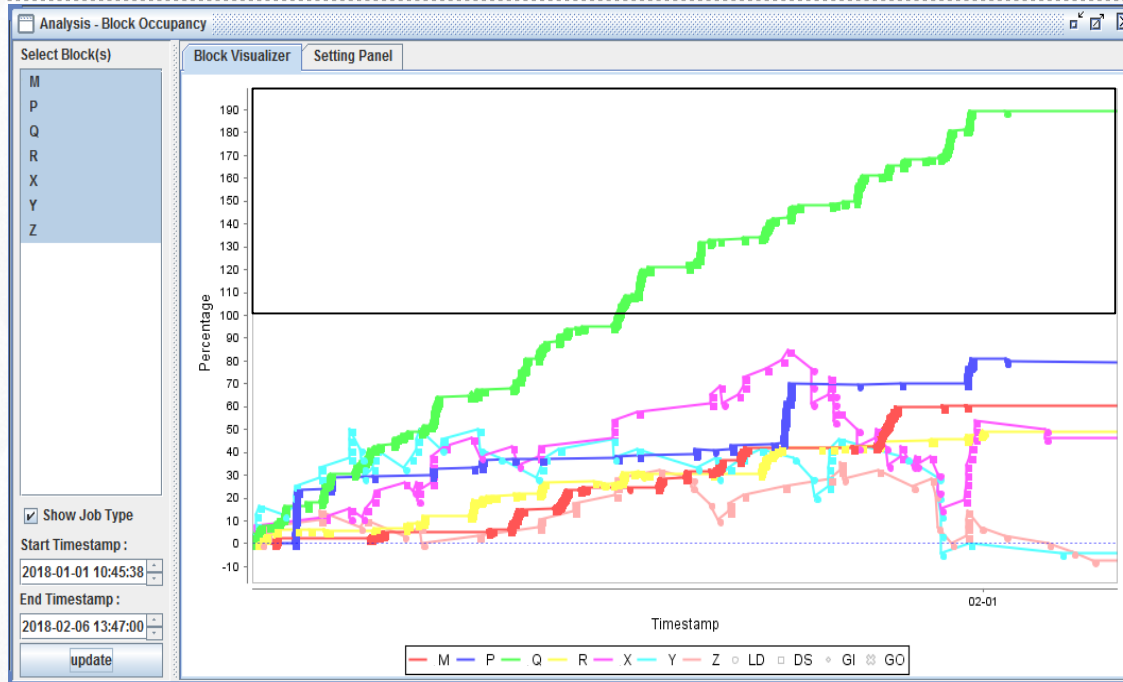 Analysis - Block Occupancy
Select Block(s)
M
P
Q
R
X
Y
Z
Show Job Type
Start Timestamp :
2018-01-01 10:45:38
End Timestamp :
2018-02-06 13:47:00
update
Block Visualizer
Setting Panel
Percentage
190
180
170
160
150
140
130
120
110
100
90
80
70
60
50
40
30
20
10
0
-10
02-01
Timestamp
M P Q R X Y Z LD DS GI GO